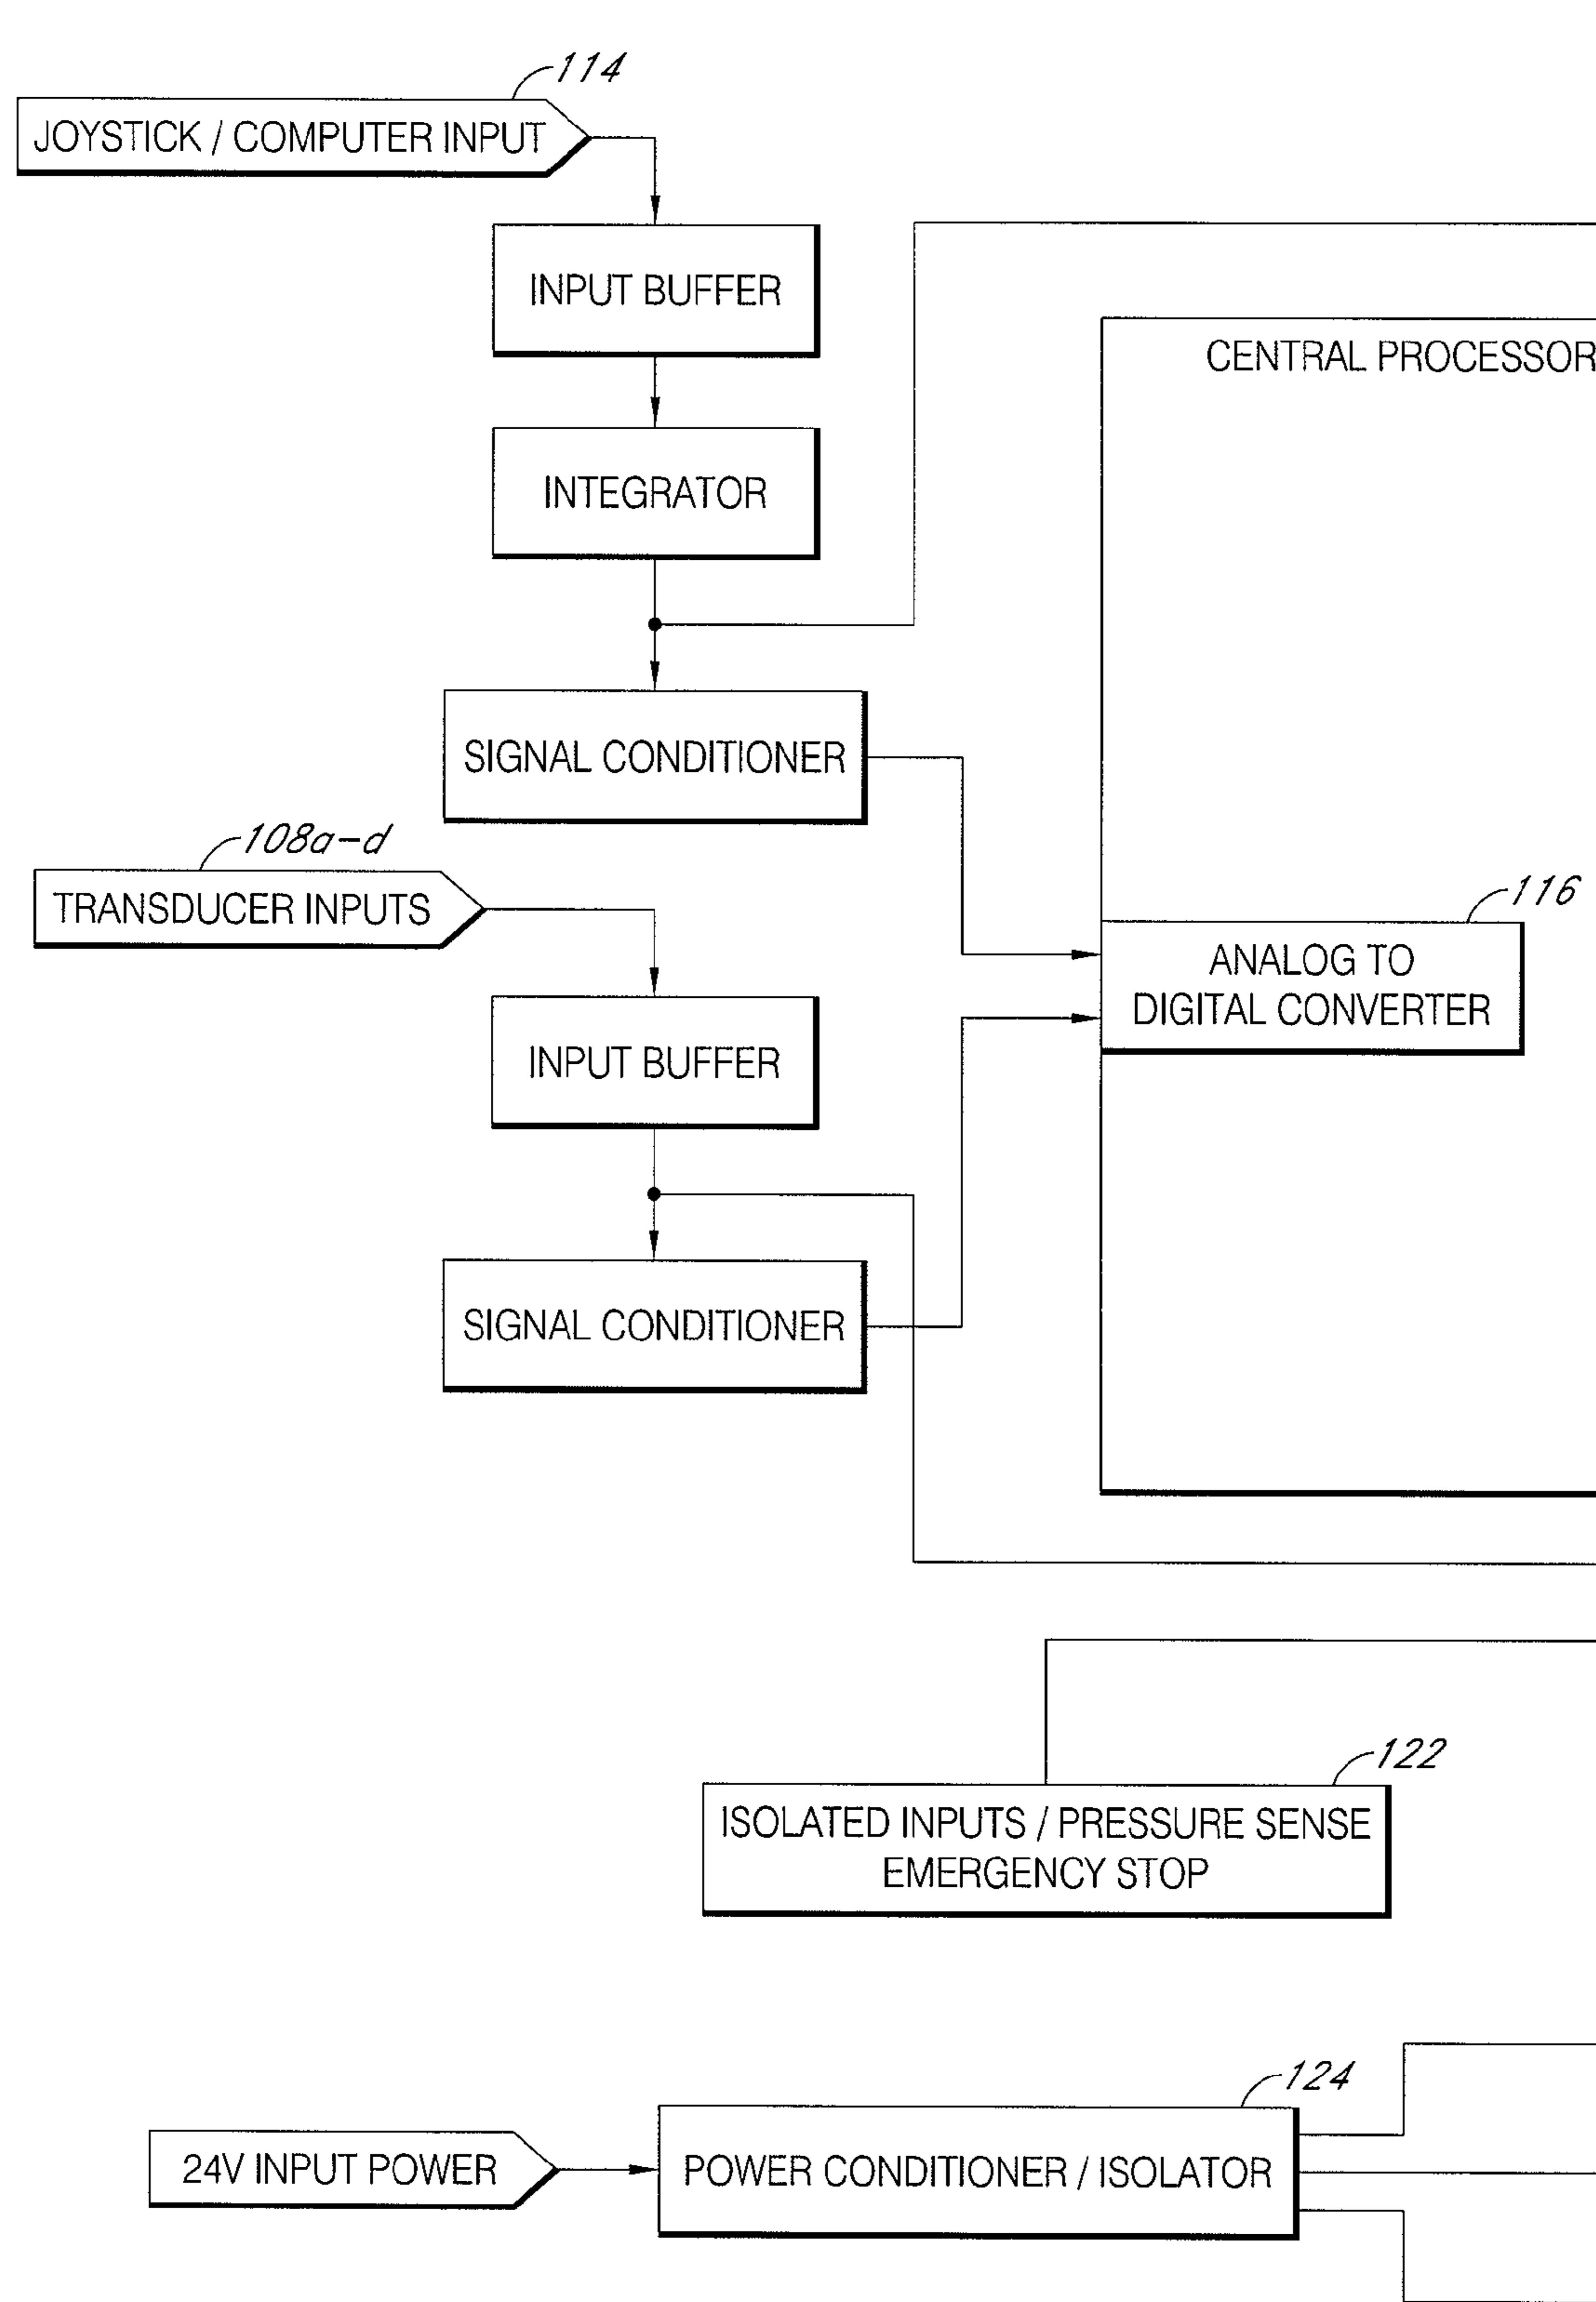 114
JOYSTICK / COMPUTER INPUT
INPUT BUFFER
CENTRAL PROCESSOR
INTEGRATOR
SIGNAL CONDITIONER
108a-d
TRANSDUCER INPUTS
116
ANALOG TO
DIGITAL CONVERTER
INPUT BUFFER
SIGNAL CONDITIONER
122
ISOLATED INPUTS / PRESSURE SENSE
EMERGENCY STOP
124
24V INPUT POWER
POWER CONDITIONER / ISOLATOR